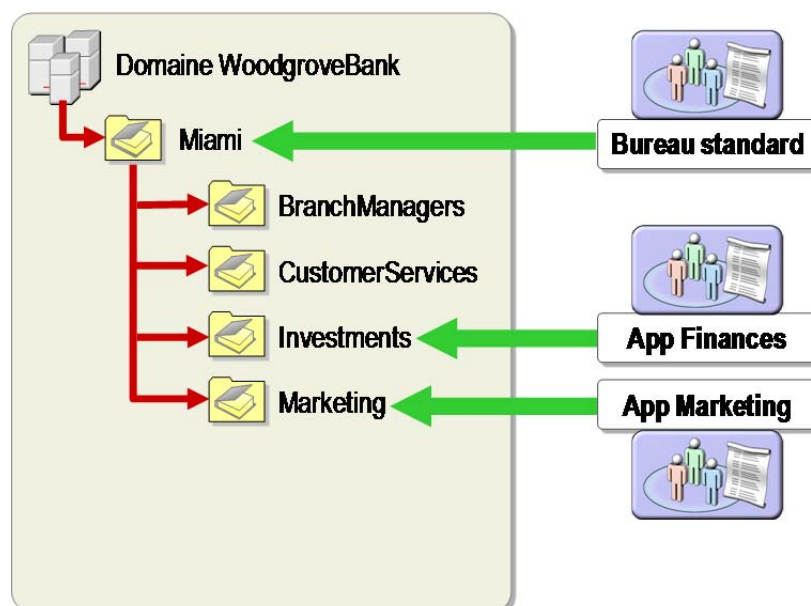 Domaine WoodgroveBank
Miami
Bureau standard
BranchManagers
CustomerServices
Investments
App Finances
Marketing
App Marketing